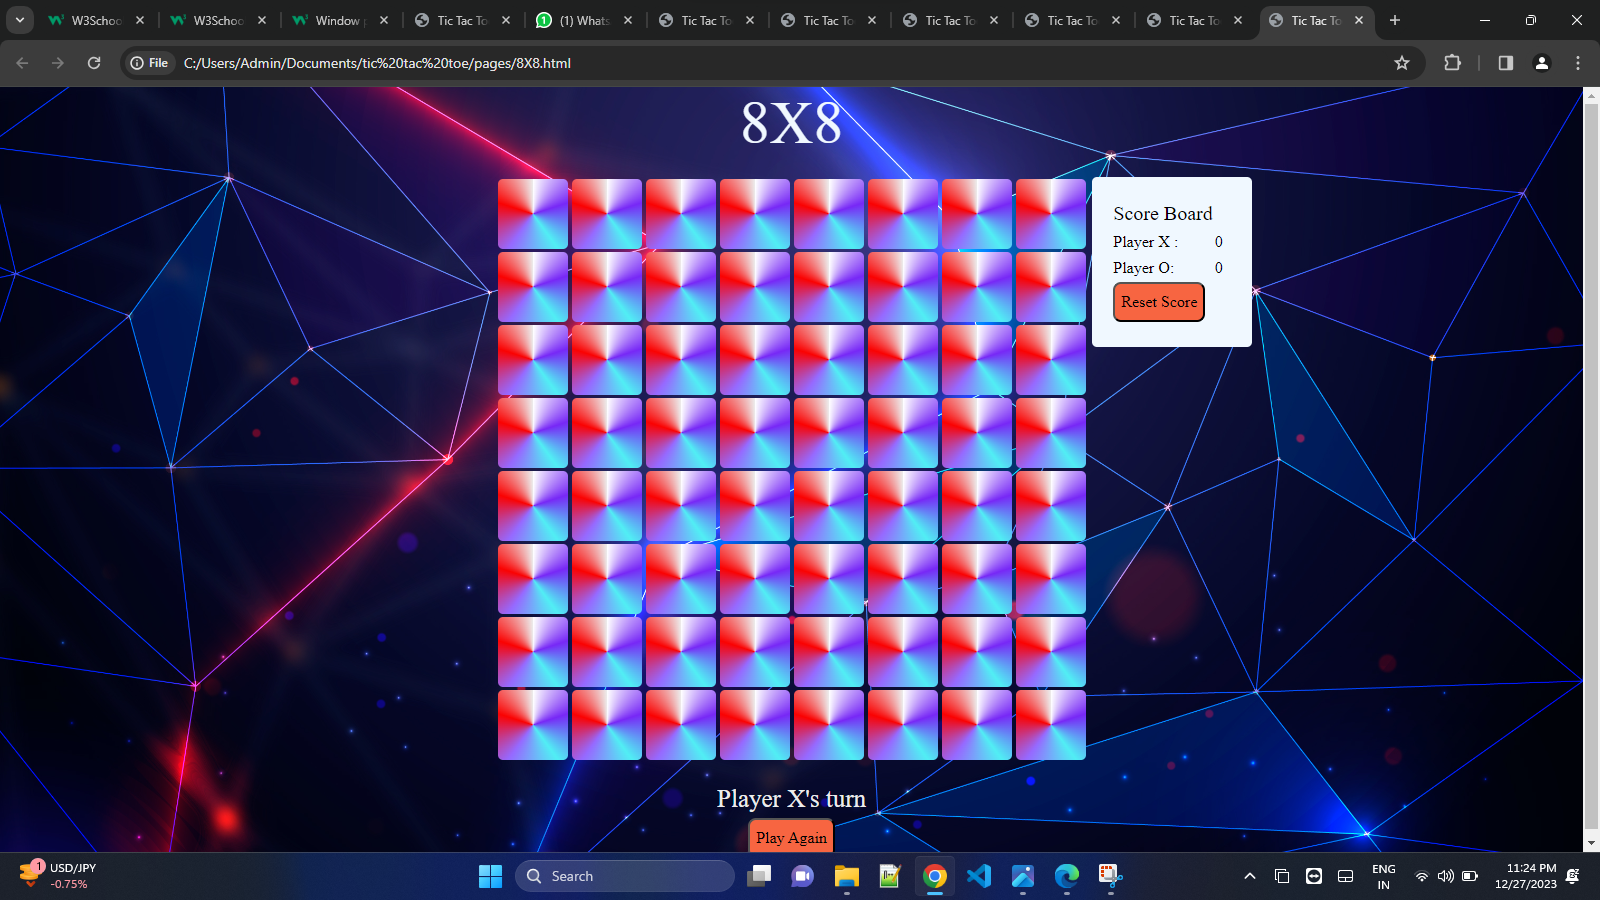 W3Schoo
W3Schoo
Window p
Tic Tac To
(1) Whats
Tic Tac To
Tic Tac To
Tic Tac To
Tic Tac To
Tic Tac To
Tic Tac To
File
C:/Users/Admin/Documents/tic%20tac%20toe/pages/8X8.html
8X8
Score Board
Player X : 0
Player O: 0
Reset Score
Player X's turn
Play Again
1
USD/JPY
-0.75%
Search
ENG
IN
11:24 PM
12/27/2023